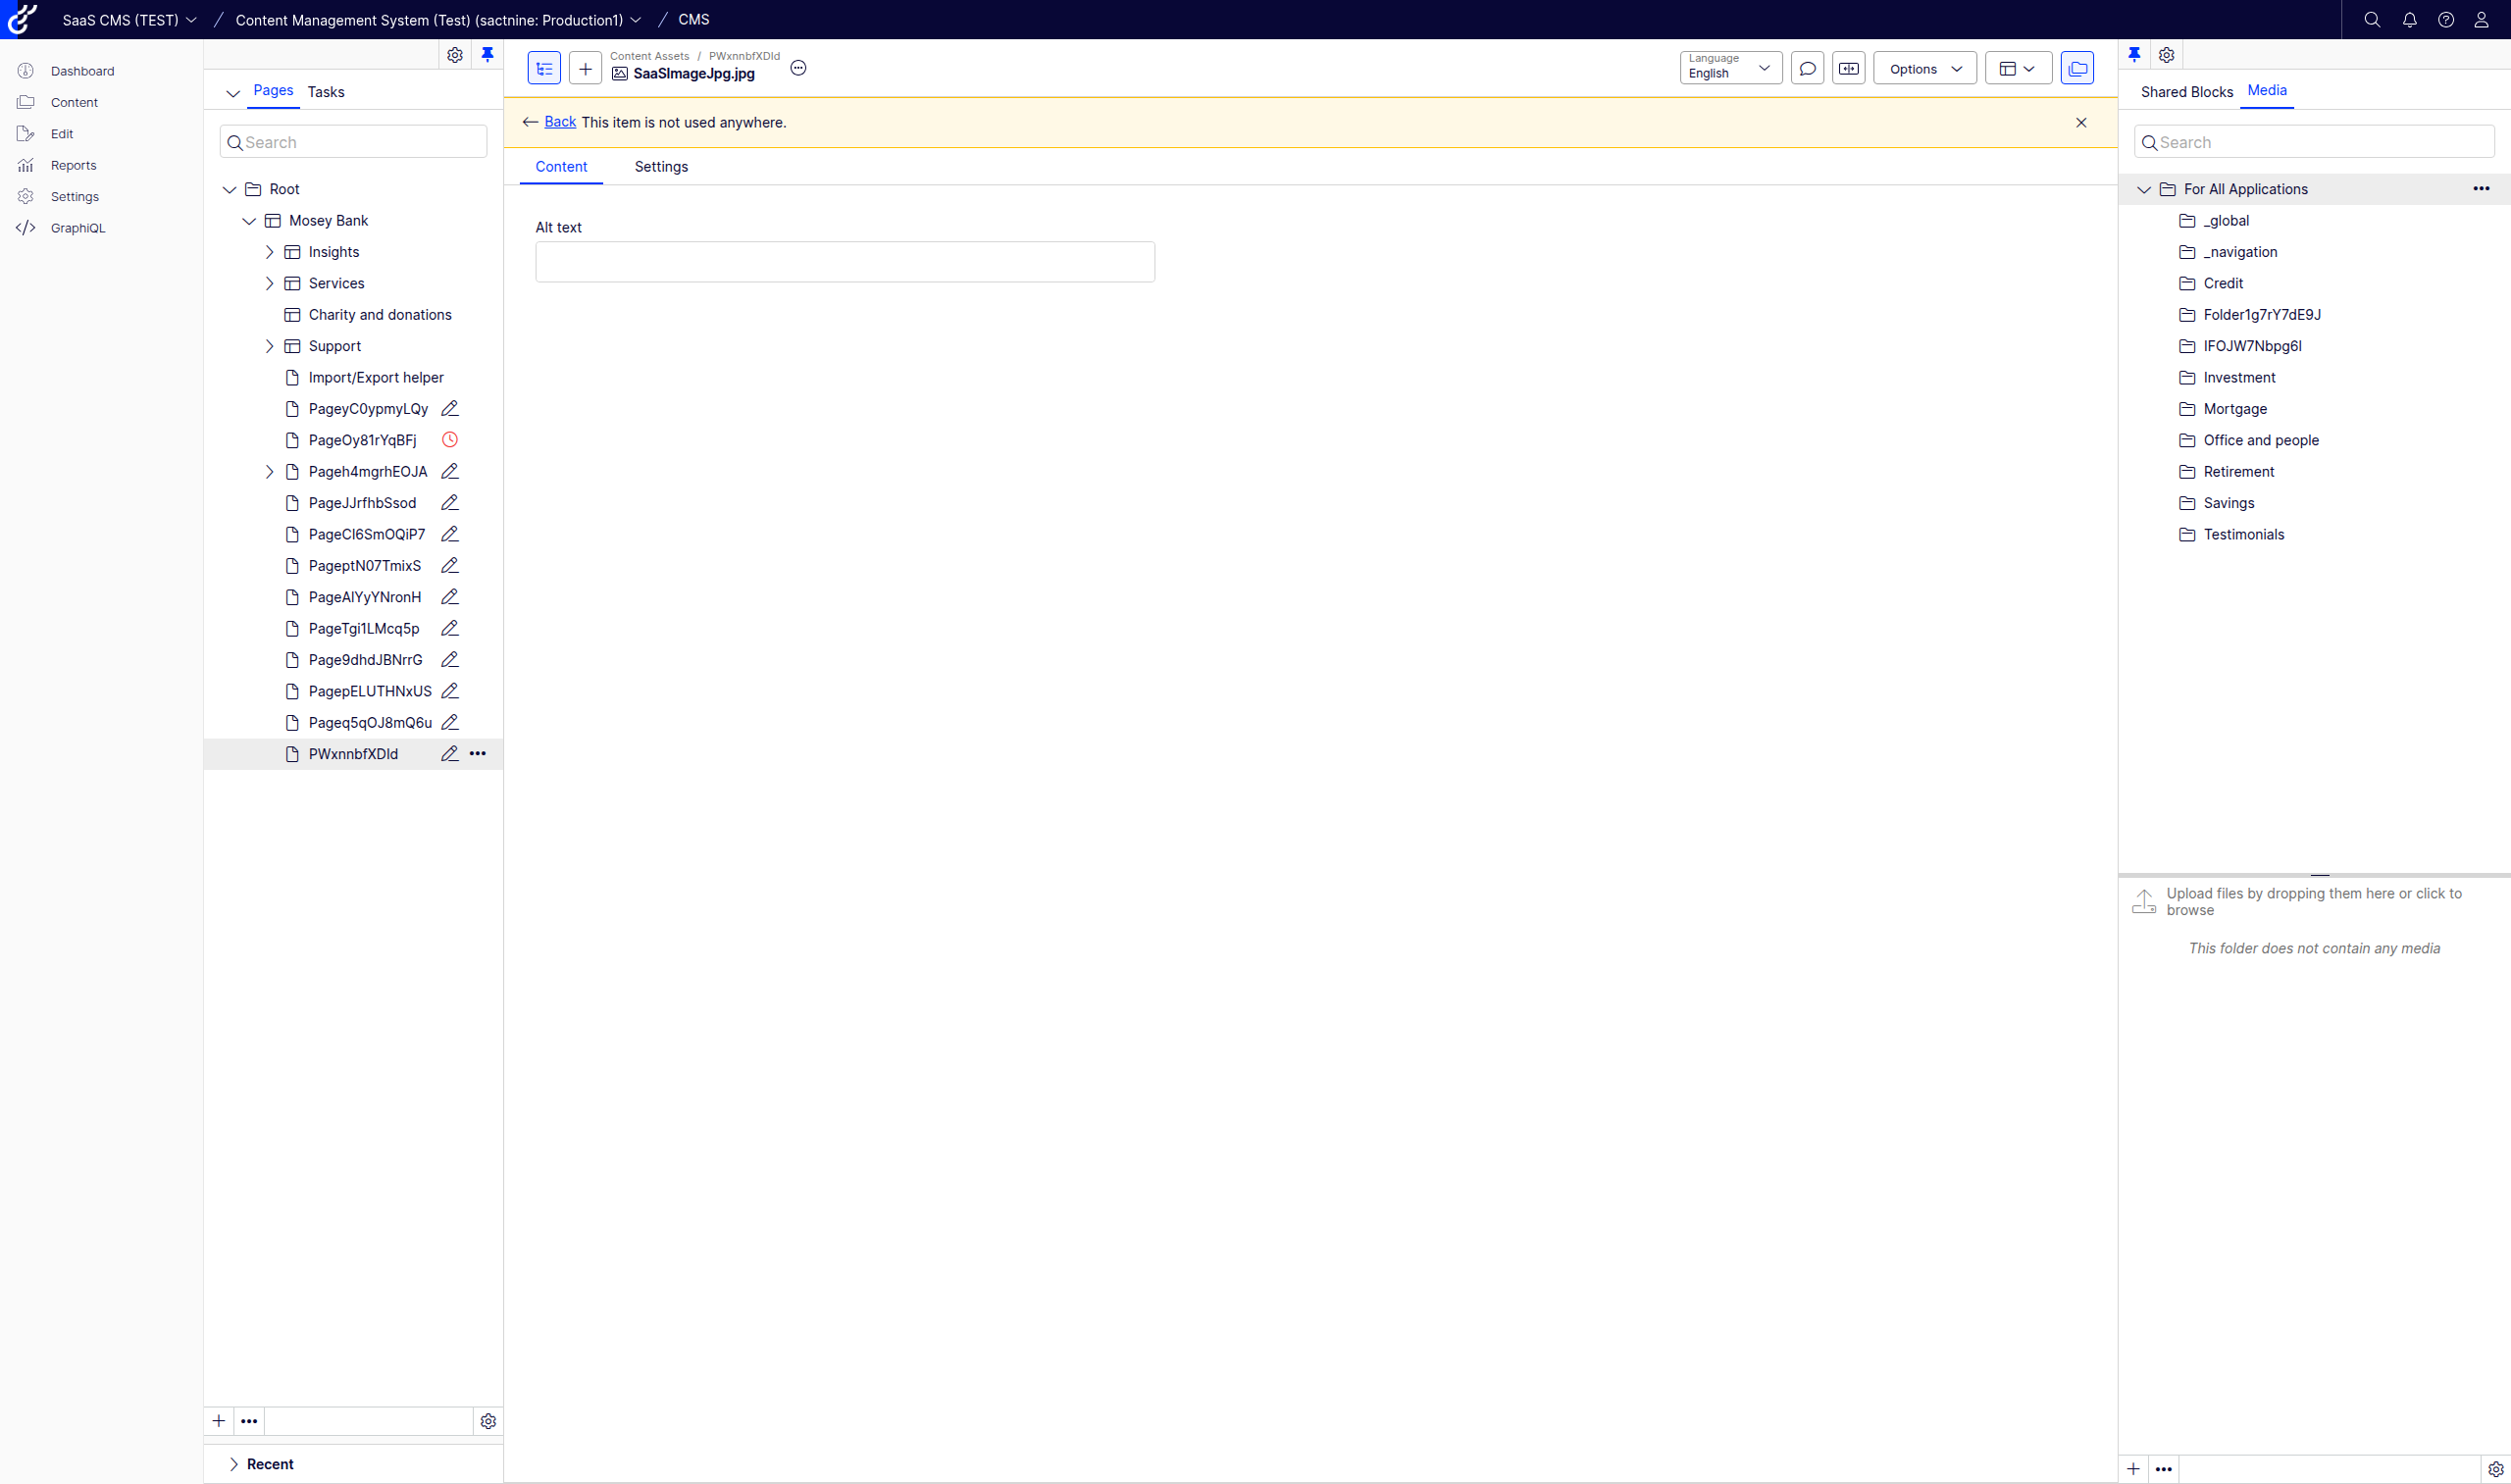 SaaS CMS (TEST) / Content Management System (Test) (sactnine: Production1) / CMS
Dashboard
Content
Edit
Reports
Settings
GraphiQL
Pages Tasks
Search
Root
Mosey Bank
Insights
Services
Charity and donations
Support
Import/Export helper
PageyC0ypmyLQy
PageOy81rYqBFj
Pageh4mgrhEOJA
PageJJrfhbSsod
PageCl6SmOQiP7
PageptN07TmixS
PageAlYyYNronH
PageTgi1LMcq5p
Page9dhdJBNrrG
PagepELUTHNxUS
Pageq5qOJ8mQ6u
PWxnnbfXDld
Recent
Content Assets / PWxnnbfXDld
SaaSImageJpg.jpg
Language
English
Options
Back This item is not used anywhere.
Content Settings
Alt text
Shared Blocks Media
Search
For All Applications
_global
_navigation
Credit
Folder1g7rY7dE9J
IFOJW7Nbpg6l
Investment
Mortgage
Office and people
Retirement
Savings
Testimonials
Upload files by dropping them here or click to
browse
This folder does not contain any media